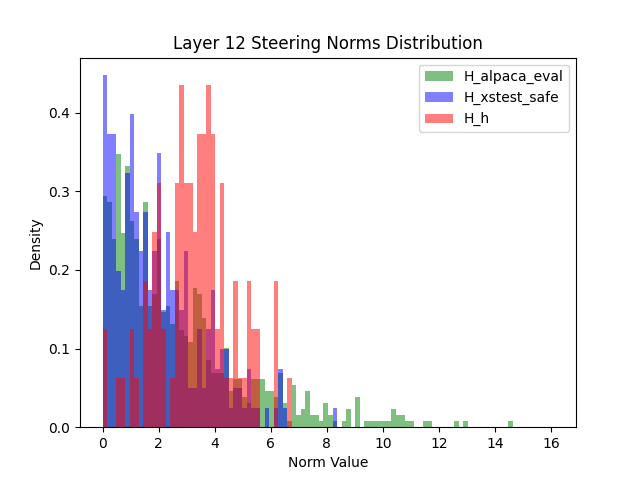 Layer 12 Steering Norms Distribution
H_alpaca_eval
H_xstest_safe
H_h
Density
0.4
0.3
0.2
0.1
0.0
0 2 4 6 8 10 12 14 16
Norm Value